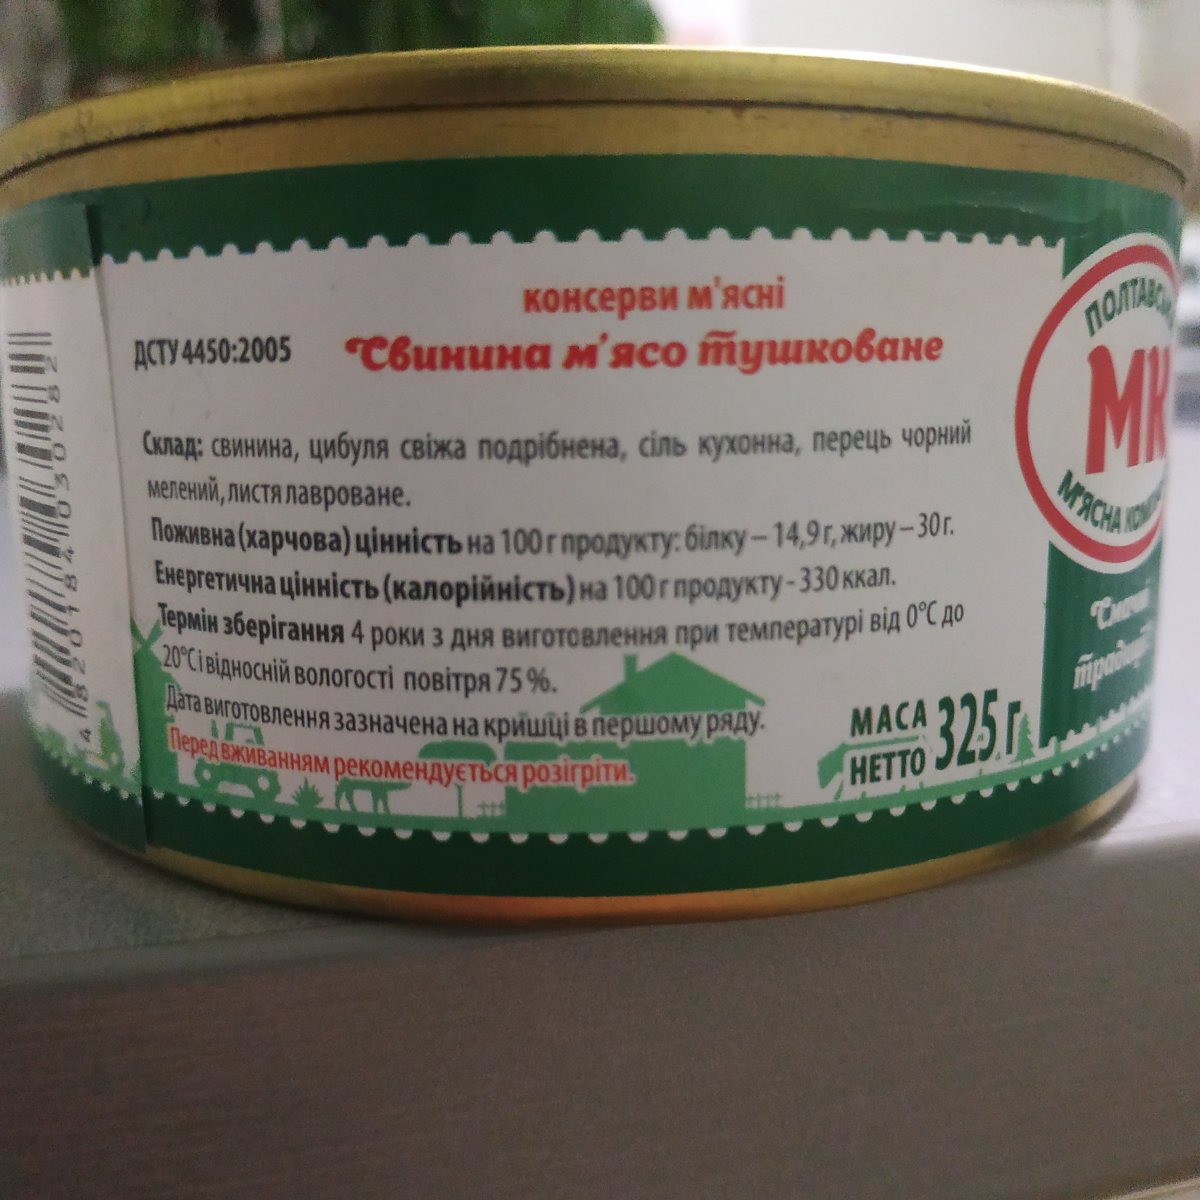 консерви м'ясні
ДСТУ 4450:2005
Свинина м'ясо тушковане
Склад: свинина, цибуля свіжа подрібнена, сіль кухонна, перець чорний
мелений, листя лавроване.
Поживна (харчова) цінність на 100 г продукту: білку – 14,9 г, жиру – 30 г.
Енергетична цінність (калорійність) на 100 г продукту - 330 ккал.
Термін зберігання 4 роки з дня виготовлення при температурі від 0°С до
20°С і відносній вологості повітря 75 %.
Дата виготовлення зазначена на кришці в першому ряду.
Перед вживанням рекомендується розігріти.
МАСА
НЕТТО 325 г
4 820184 030282
МК
М'ЯСНА